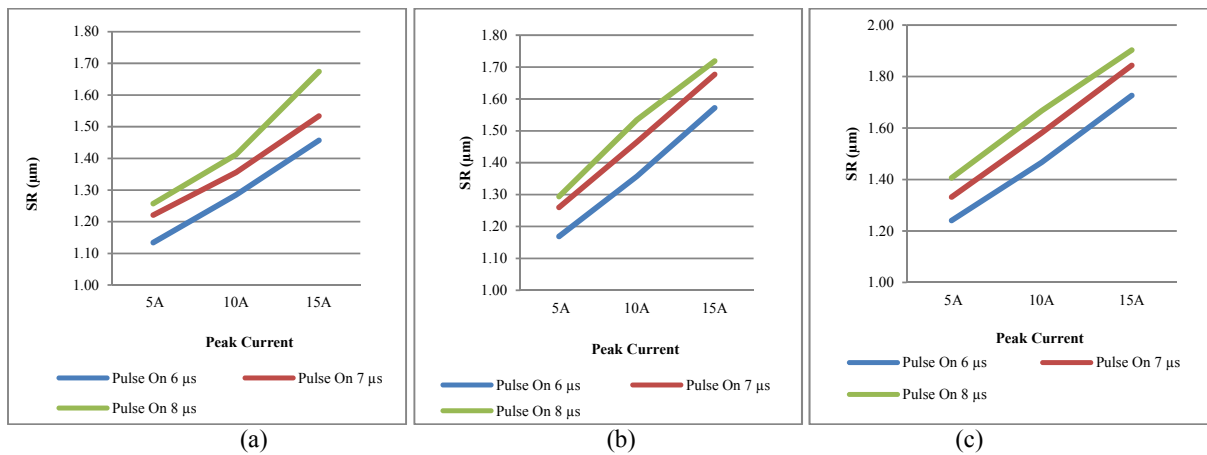 1.80
1.70
1.60
1.50
1.40
1.30
1.20
1.10
1.00
SR (µm)
5A 10A 15A
Peak Current
Pulse On 6 µs Pulse On 7 µs
Pulse On 8 µs
(a)
1.80
1.70
1.60
1.50
1.40
1.30
1.20
1.10
1.00
SR (µm)
5A 10A 15A
Peak Current
Pulse On 6 µs Pulse On 7 µs
Pulse On 8 µs
(b)
2.00
1.80
1.60
1.40
1.20
1.00
SR (µm)
5A 10A 15A
Peak Current
Pulse On 6 µs Pulse On 7 µs
Pulse On 8 µs
(c)